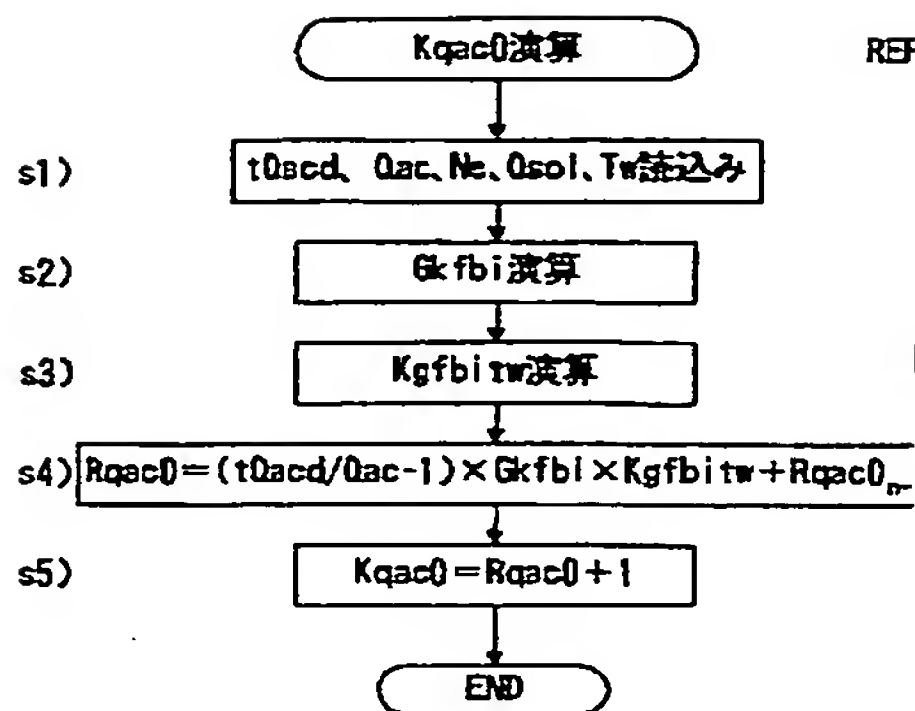 Kqac0演算
REF
s1) tQacd、Qac、Ne、Qsol、Tw読込み
s2) Gkfbi演算
s3) Kgfbitw演算
s4) Rqac0=(tQacd/Qac-1)×Gkfbi×Kgfbitw+Rqac0n-
s5) Kqac0=Rqac0+1
END